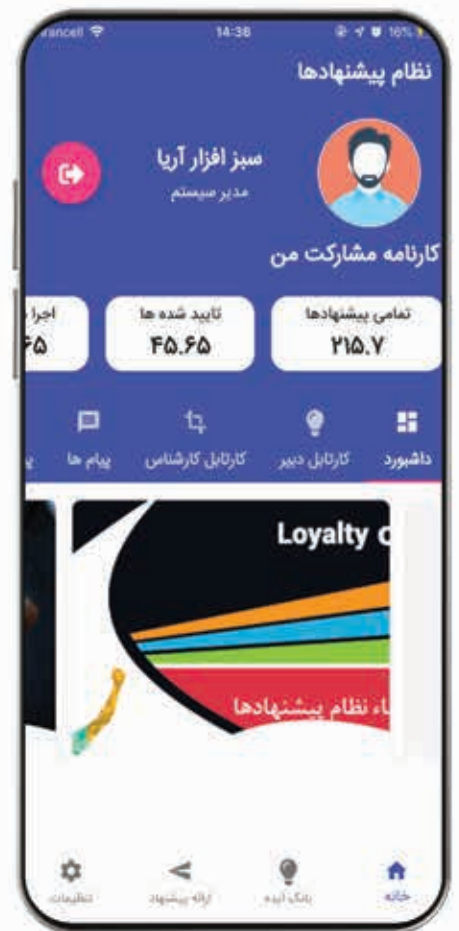 14:38
16%
نظام پیشنهادها
سبز افزار آریا
مدیر سیستم
کارنامه مشارکت من
تمامی پیشنهادها
۲۱۵.۷
تایید شده ها
۴۵.۶۵
اجرا
داشبورد
کارتابل دبیر
کارتابل کارشناس
پیام ها
Loyalty
نظام پیشنهادها
خانه
بانک ایده
ارائه پیشنهاد
تنظیمات